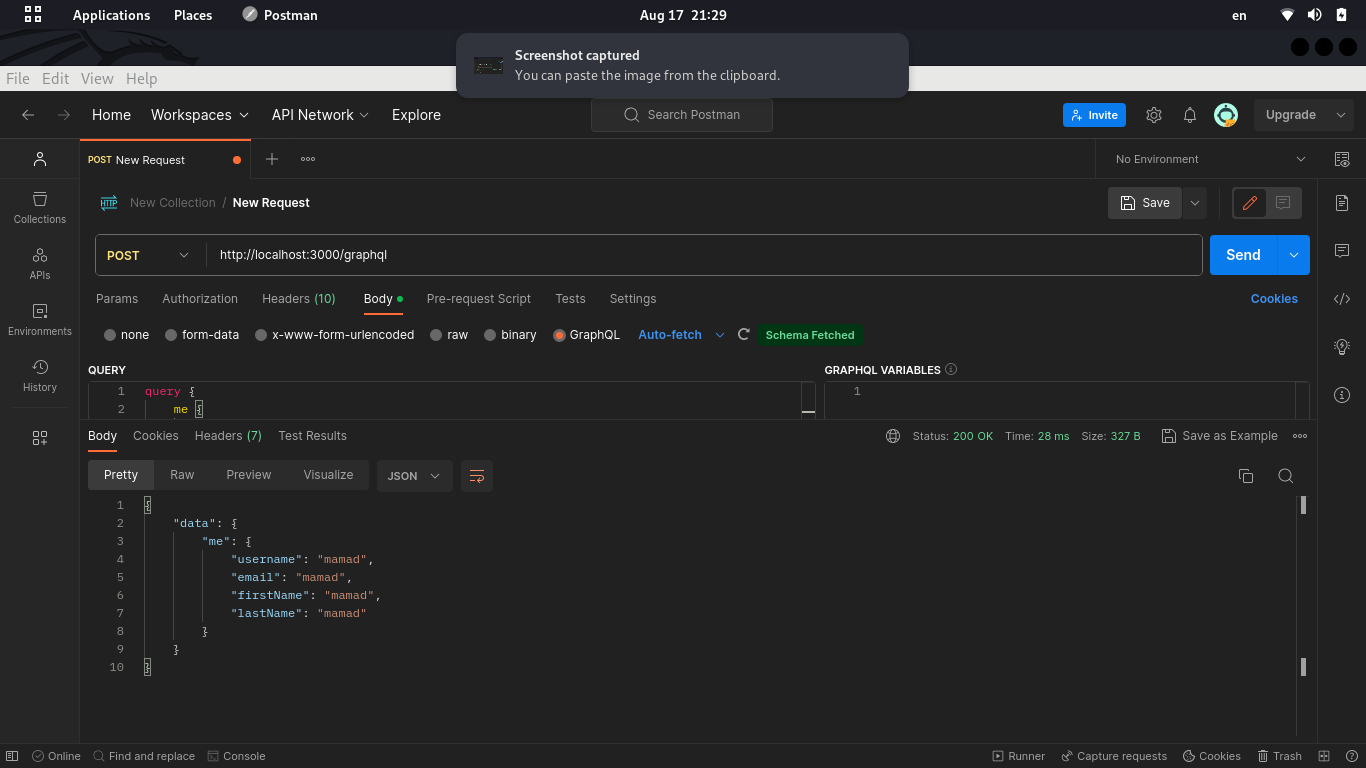 Applications Places Postman Aug 17 21:29 en
Screenshot captured
You can paste the image from the clipboard.
File Edit View Help
Home Workspaces API Network Explore Search Postman Invite Upgrade
POST New Request No Environment
HTTP New Collection / New Request Save
POST http://localhost:3000/graphql Send
Params Authorization Headers (10) Body Pre-request Script Tests Settings Cookies
none form-data x-www-form-urlencoded raw binary GraphQL Auto-fetch Schema Fetched
Collections
APIs
Environments
History
QUERY GRAPHQL VARIABLES
1 query {
2 me {
1
Body Cookies Headers (7) Test Results Status: 200 OK Time: 28 ms Size: 327 B Save as Example
Pretty Raw Preview Visualize JSON
1 {
2 "data": {
3 "me": {
4 "username": "mamad",
5 "email": "mamad",
6 "firstName": "mamad",
7 "lastName": "mamad"
8 }
9 }
10 }
Online Find and replace Console Runner Capture requests Cookies Trash